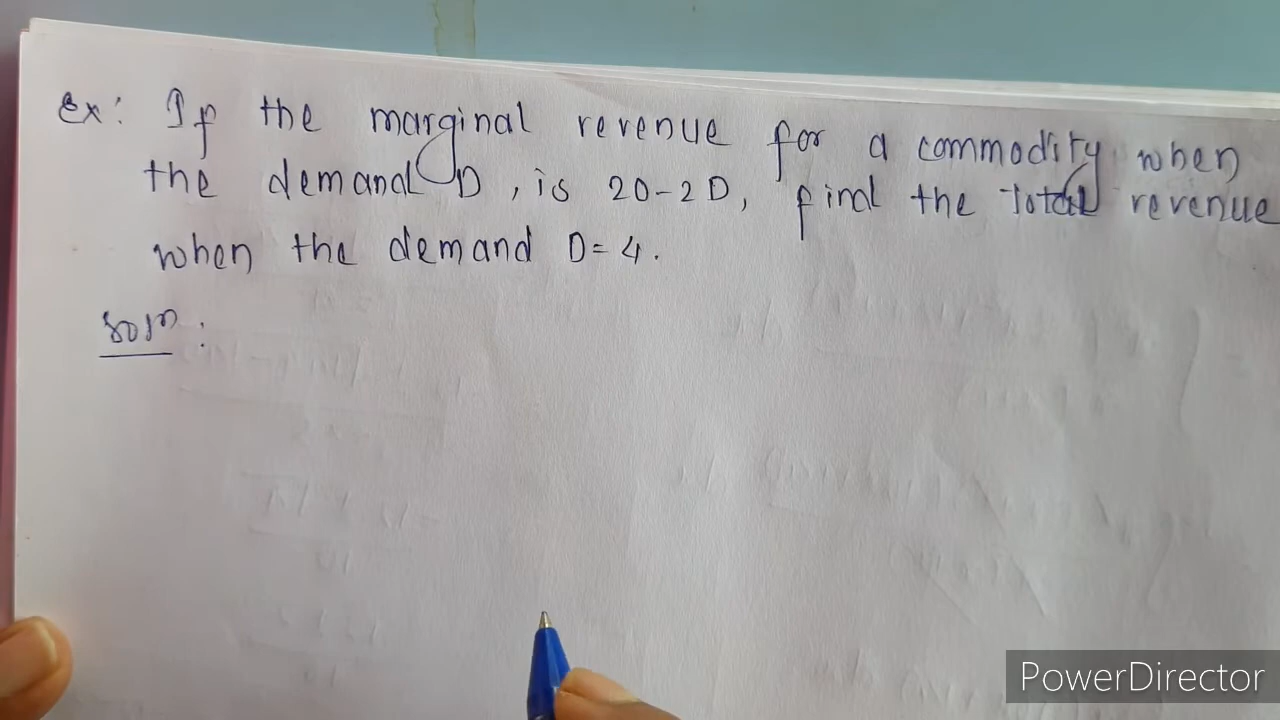 Ex: If the marginal revenue for a commodity when
the demand D, is 20-2D, find the Total revenue
when the demand D=4.
Soln:
PowerDirector